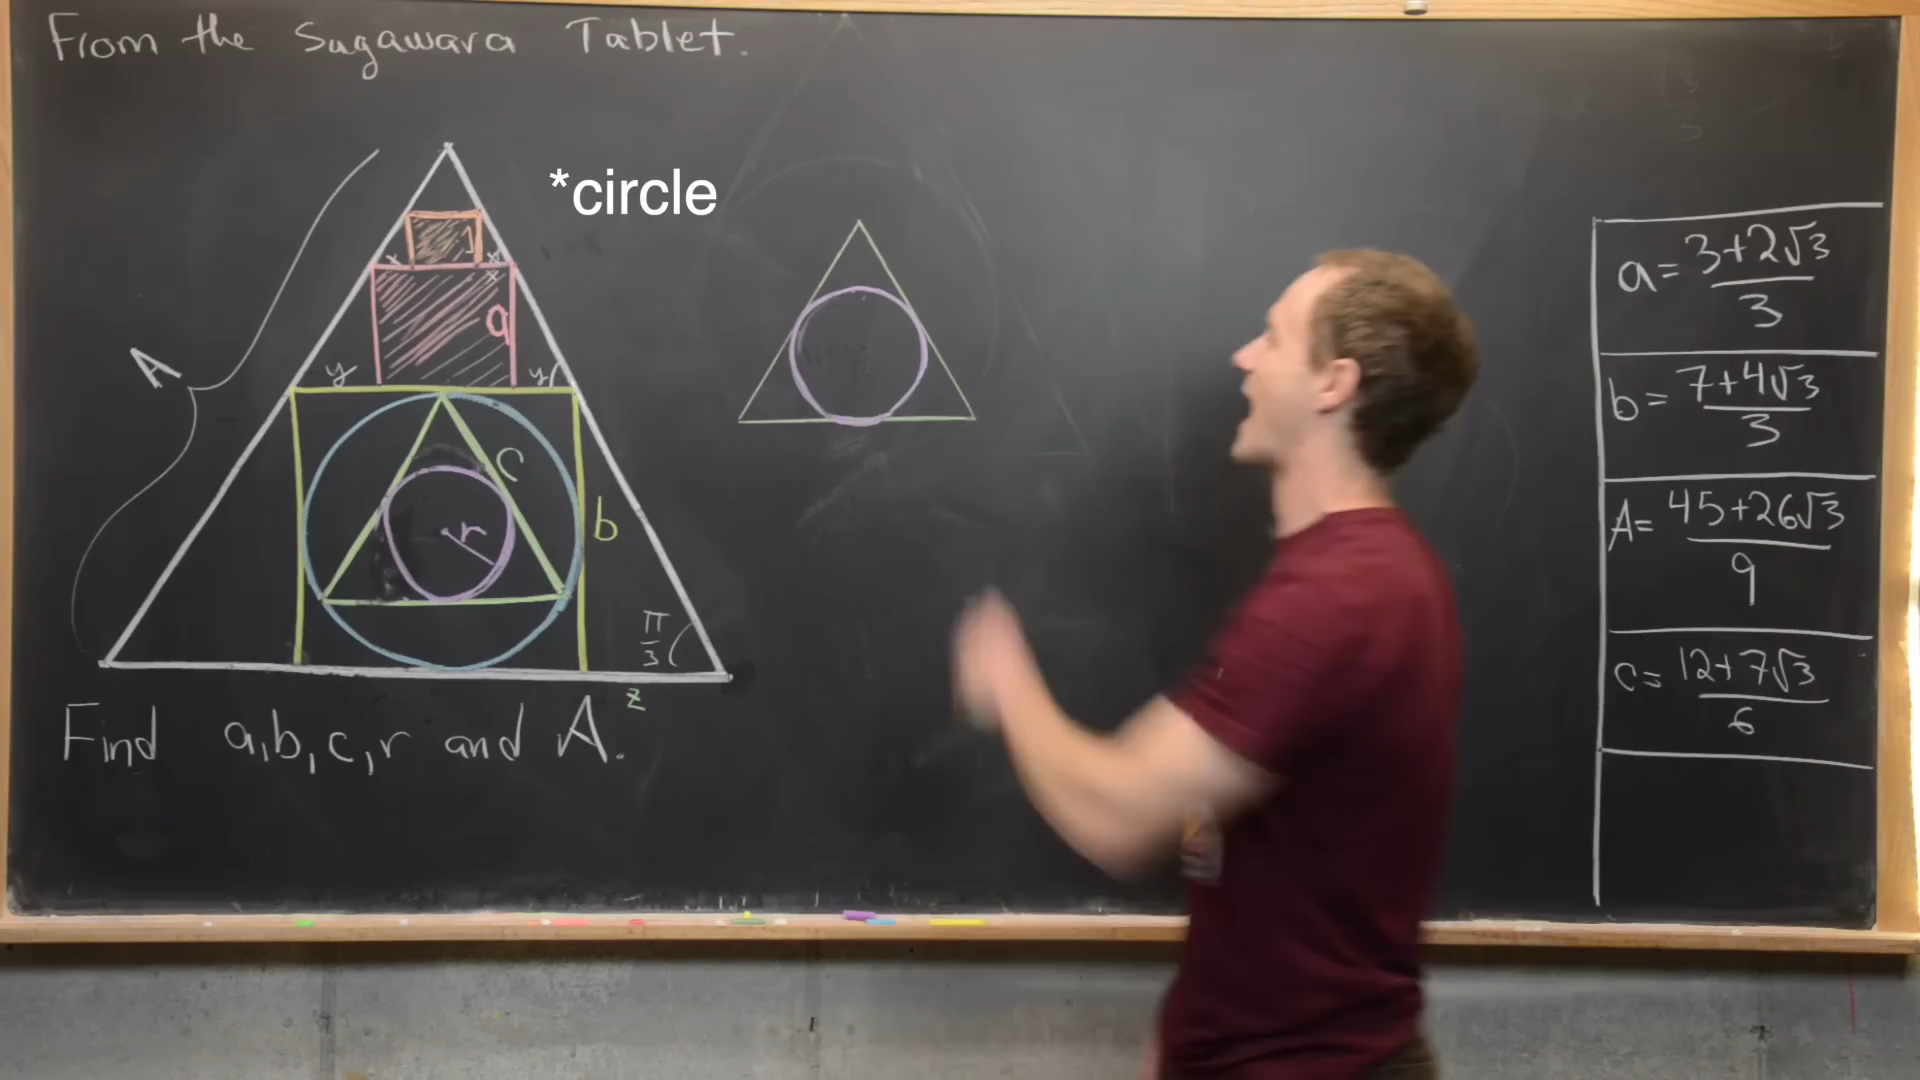 From the Sugawara Tablet.
*circle
A
1
x x
x
a
y y
c
r
b
π/3
z
Find a,b,c,r and A.
a= (3+2√3)/3
b= (7+4√3)/3
A= (45+26√3)/9
c= (12+7√3)/6